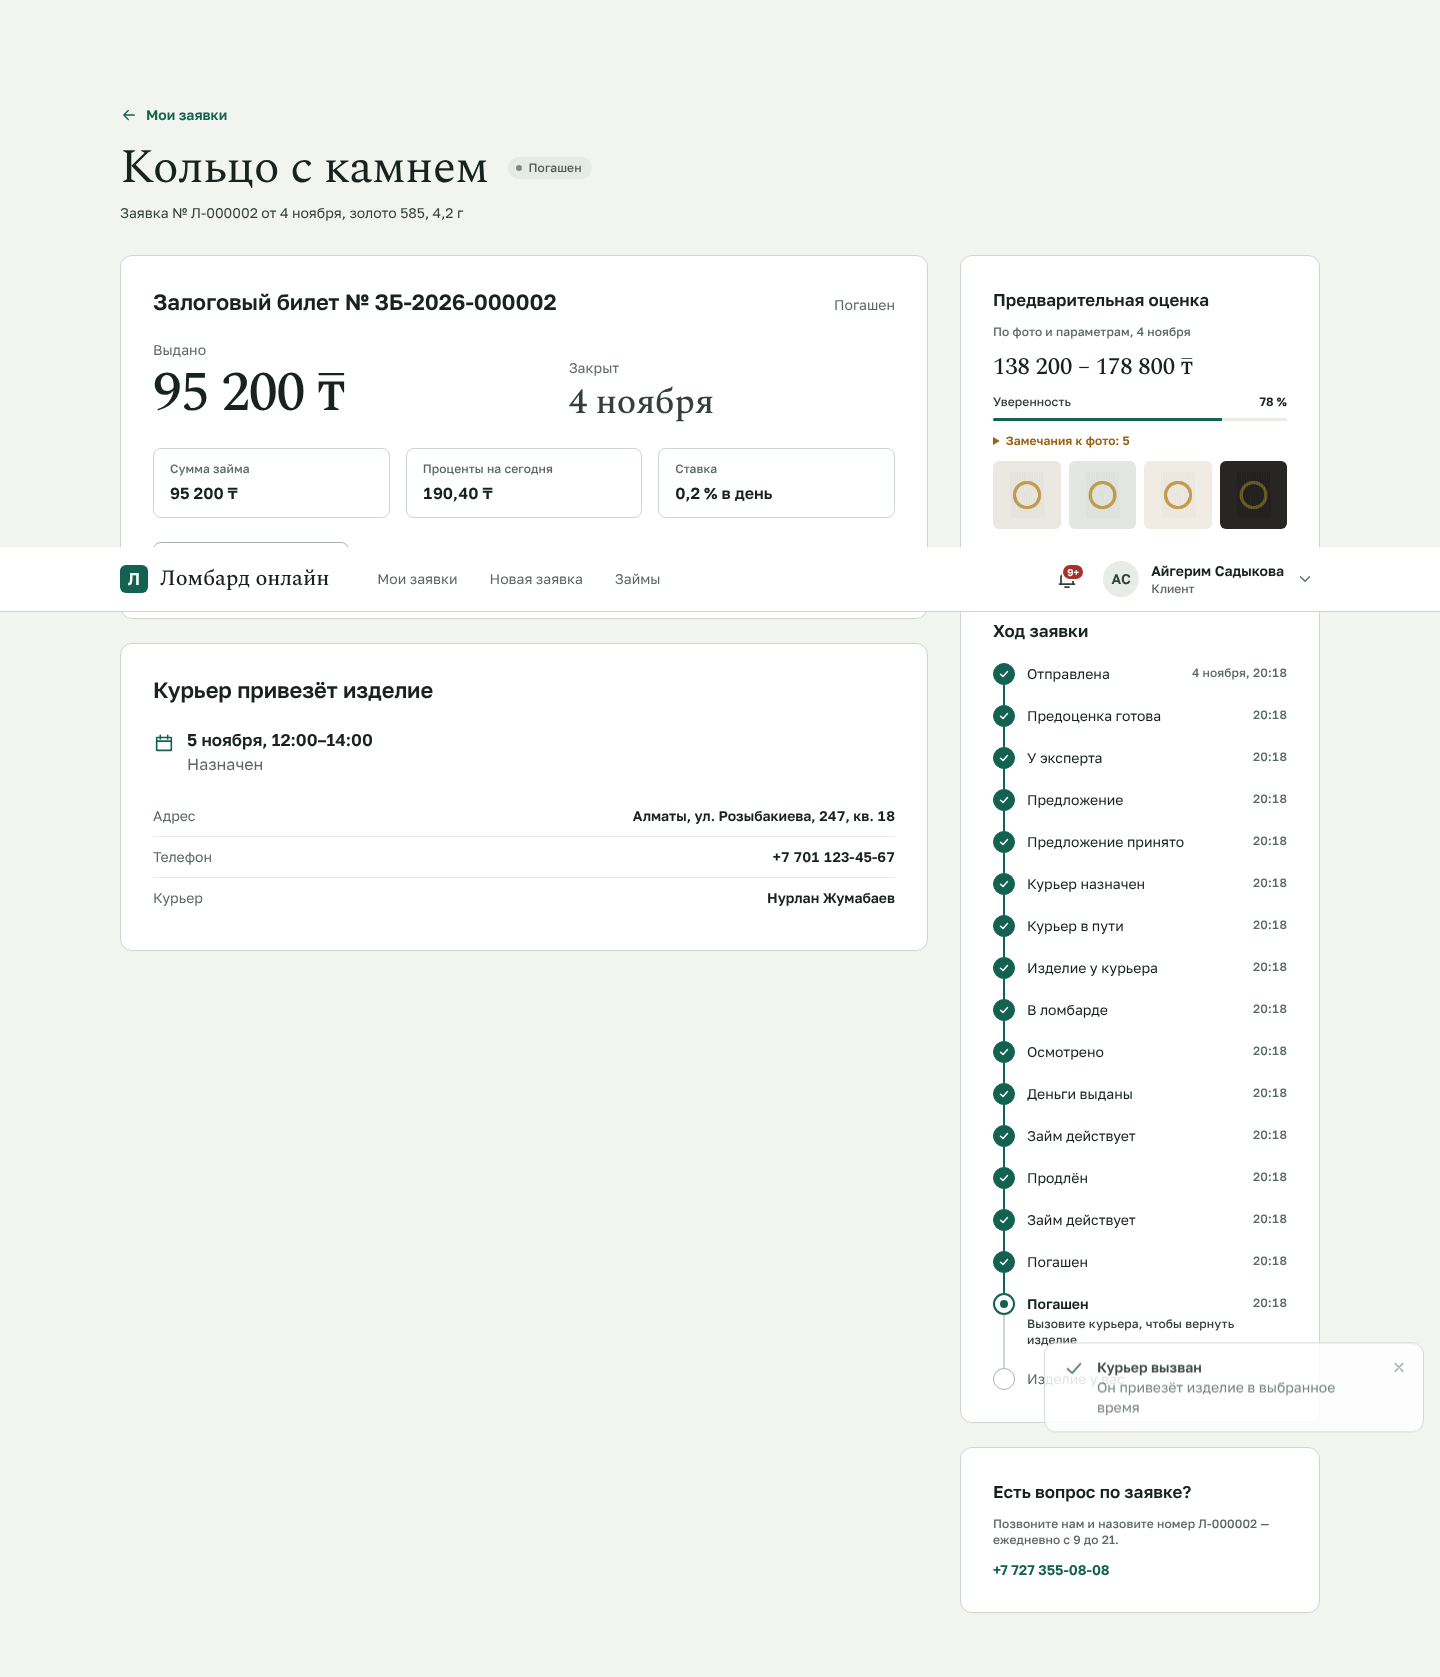 Мои заявки
Кольцо с камнем
Погашен
Заявка № Л-000002 от 4 ноября, золото 585, 4,2 г
Залоговый билет № ЗБ-2026-000002
Погашен
Выдано
95 200 ₸
Закрыт
4 ноября
Сумма займа
95 200 ₸
Проценты на сегодня
190,40 ₸
Ставка
0,2 % в день
Предварительная оценка
По фото и параметрам, 4 ноября
138 200 – 178 800 ₸
Уверенность
78 %
Замечания к фото: 5
Л
Ломбард онлайн
Мои заявки
Новая заявка
Займы
9+
АС
Айгерим Садыкова
Клиент
Курьер привезёт изделие
5 ноября, 12:00–14:00
Назначен
Адрес
Алматы, ул. Розыбакиева, 247, кв. 18
Телефон
+7 701 123-45-67
Курьер
Нурлан Жумабаев
Ход заявки
Отправлена
4 ноября, 20:18
Предоценка готова
20:18
У эксперта
20:18
Предложение
20:18
Предложение принято
20:18
Курьер назначен
20:18
Курьер в пути
20:18
Изделие у курьера
20:18
В ломбарде
20:18
Осмотрено
20:18
Деньги выданы
20:18
Займ действует
20:18
Продлён
20:18
Займ действует
20:18
Погашен
20:18
Погашен
20:18
Вызовите курьера, чтобы вернуть
изделие
Изделие у вас
Курьер вызван
Он привезёт изделие в выбранное
время
Есть вопрос по заявке?
Позвоните нам и назовите номер Л-000002 —
ежедневно с 9 до 21.
+7 727 355-08-08